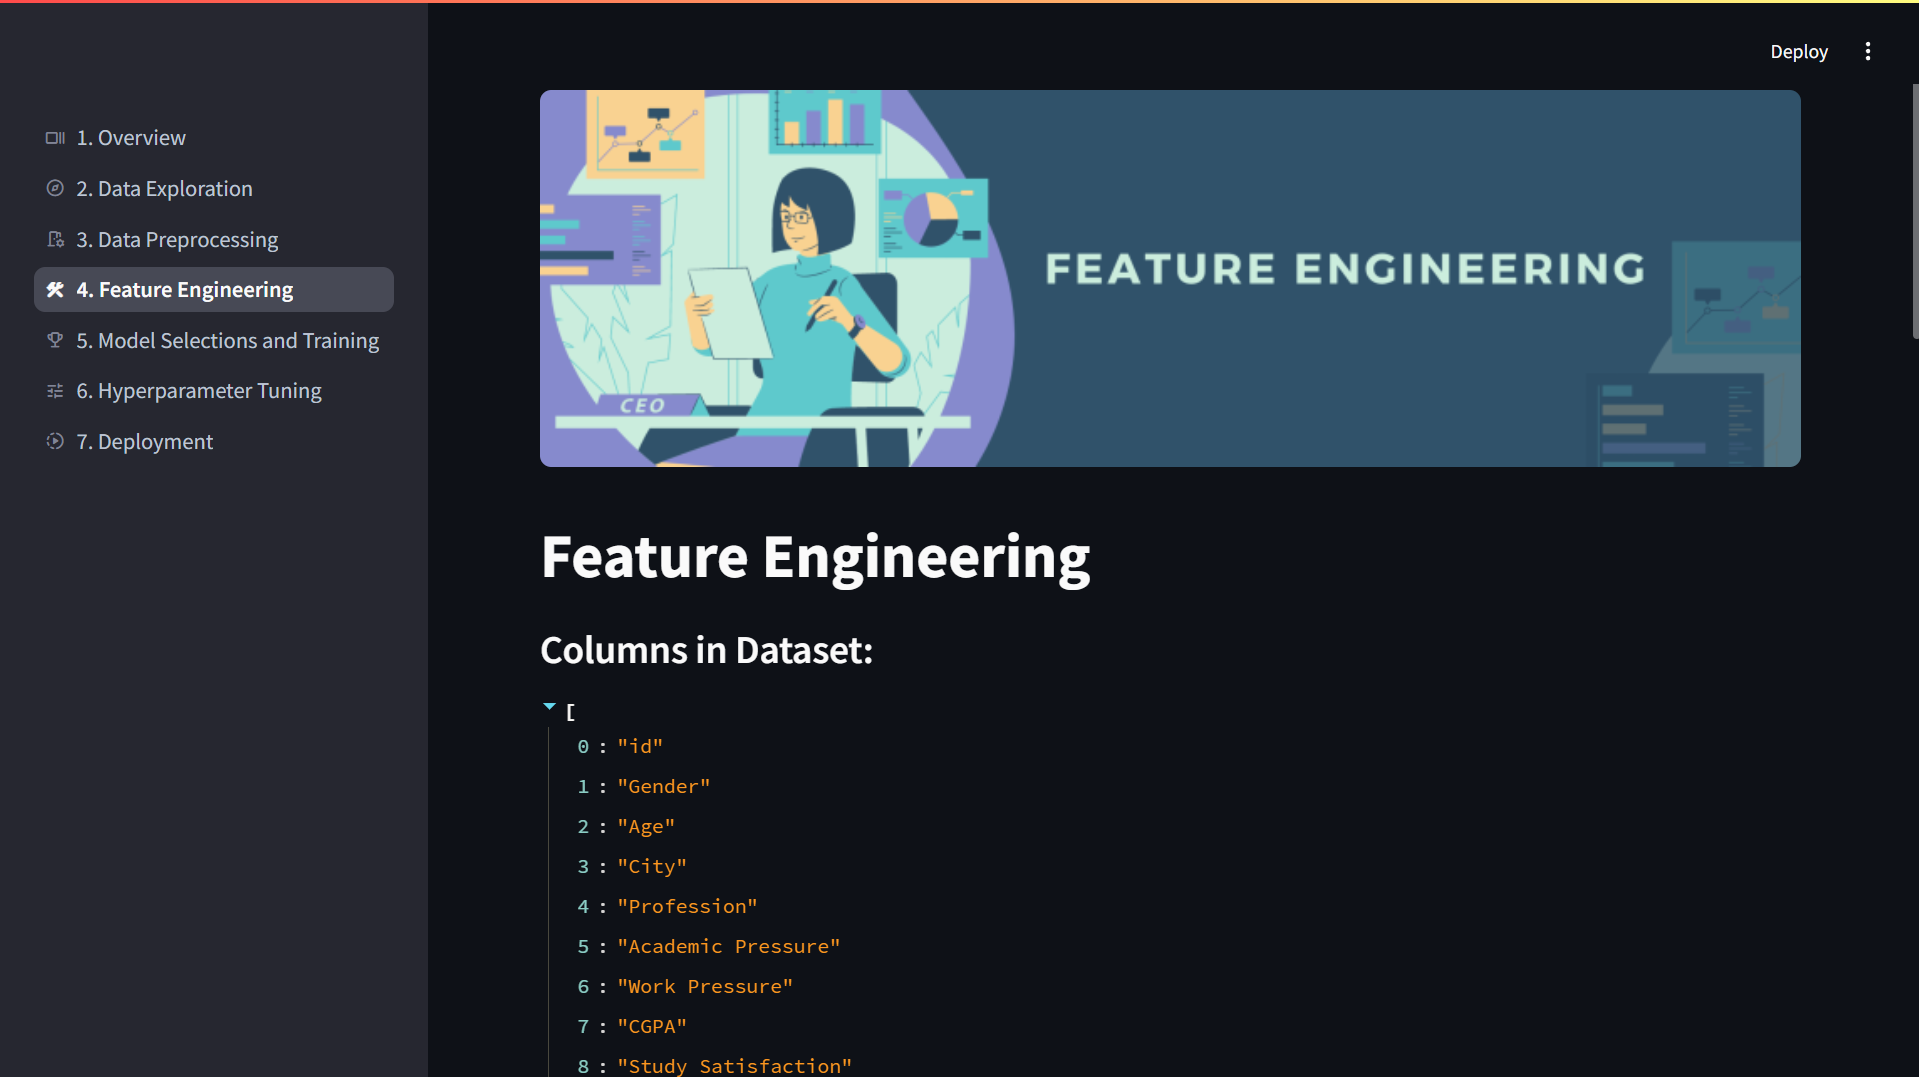 Deploy
1. Overview
2. Data Exploration
3. Data Preprocessing
4. Feature Engineering
5. Model Selections and Training
6. Hyperparameter Tuning
7. Deployment
CEO
FEATURE ENGINEERING
Feature Engineering
Columns in Dataset:
[
0 : "id"
1 : "Gender"
2 : "Age"
3 : "City"
4 : "Profession"
5 : "Academic Pressure"
6 : "Work Pressure"
7 : "CGPA"
8 : "Study Satisfaction"